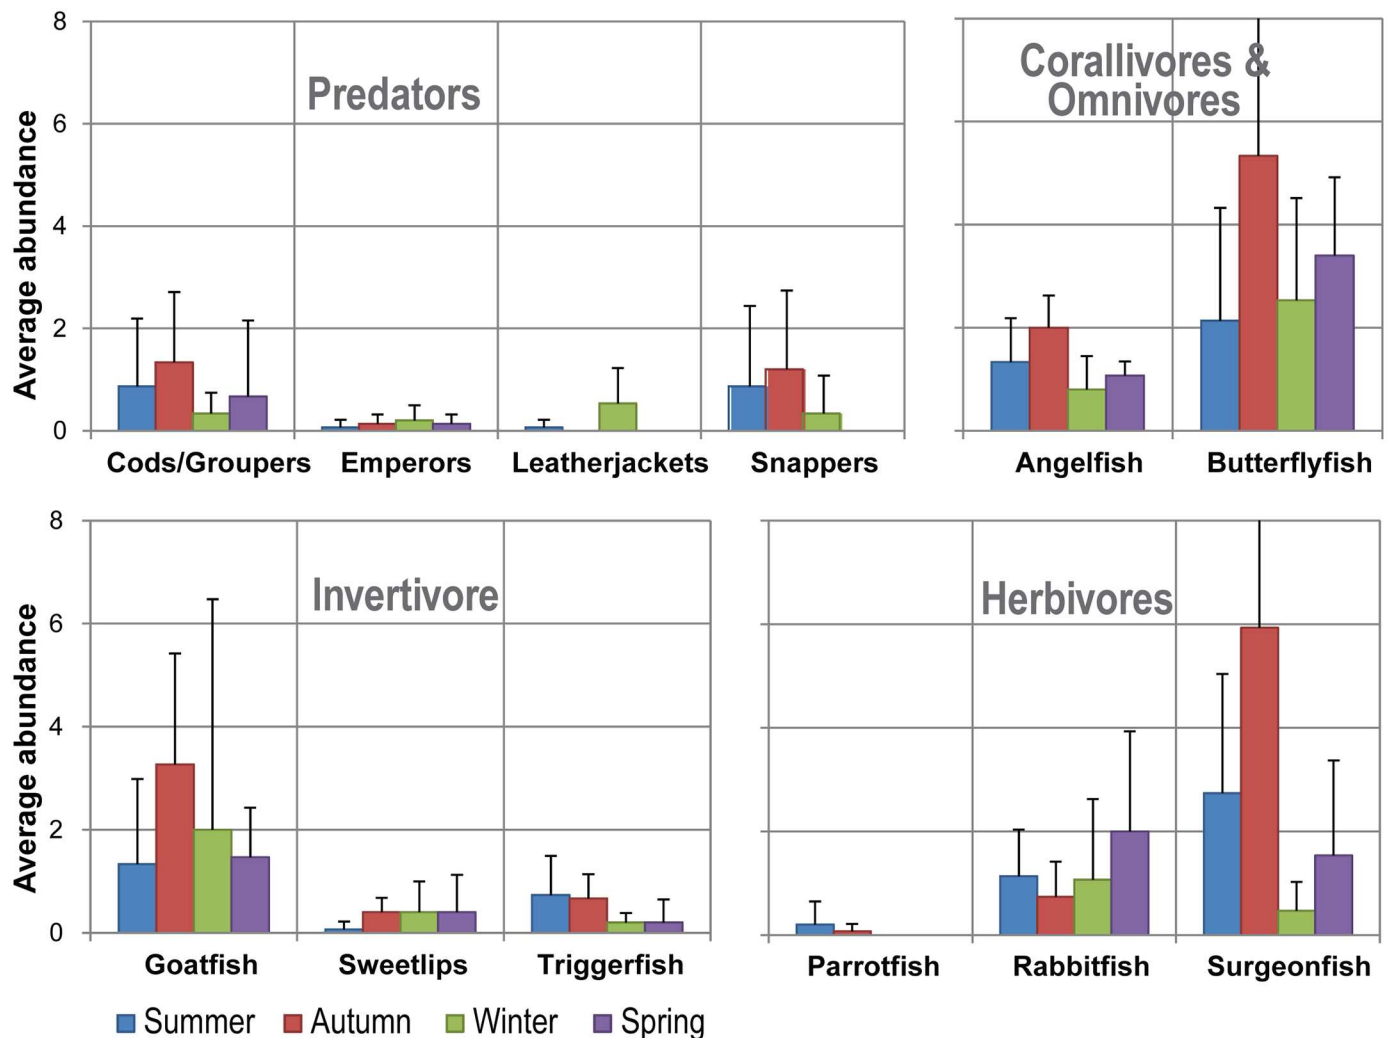 8
6
4
2
0
Average abundance
Predators
Cods/Groupers Emperors Leatherjackets Snappers
Corallivores &
Omnivores
Angelfish Butterflyfish
8
6
4
2
0
Average abundance
Invertivore
Goatfish Sweetlips Triggerfish
Herbivores
Parrotfish Rabbitfish Surgeonfish
Summer Autumn Winter Spring